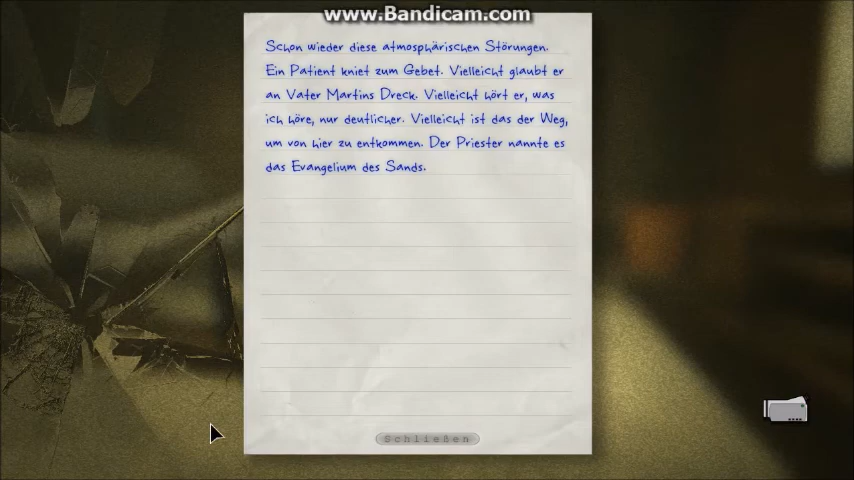 www.Bandicam.com
Schon wieder diese atmosphärischen Störungen.
Ein Patient kniet zum Gebet. Vielleicht glaubt er
an Vater Martins Dreck. Vielleicht hört er, was
ich höre, nur deutlicher. Vielleicht ist das der Weg,
um von hier zu entkommen. Der Priester nannte es
das Evangelium des Sands.
Schließen